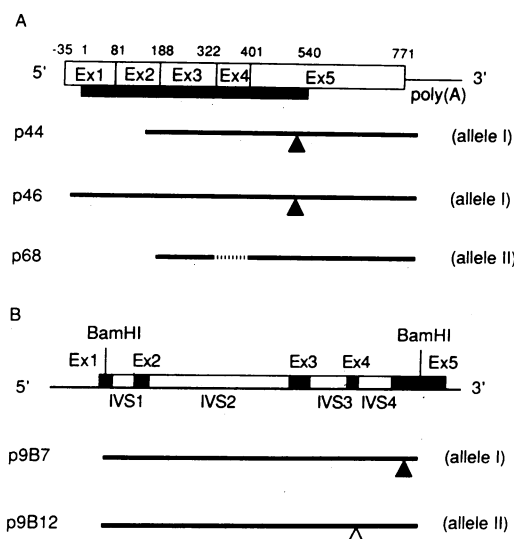 A
-35 1 81 188 322 401 540 771
5' Ex1 Ex2 Ex3 Ex4 Ex5 3'
poly(A)
p44 (allele I)
p46 (allele I)
p68 (allele II)
B
BamHI BamHI
Ex1 Ex2 Ex3 Ex4 Ex5
5' 3'
IVS1 IVS2 IVS3 IVS4
p9B7 (allele I)
p9B12 (allele II)